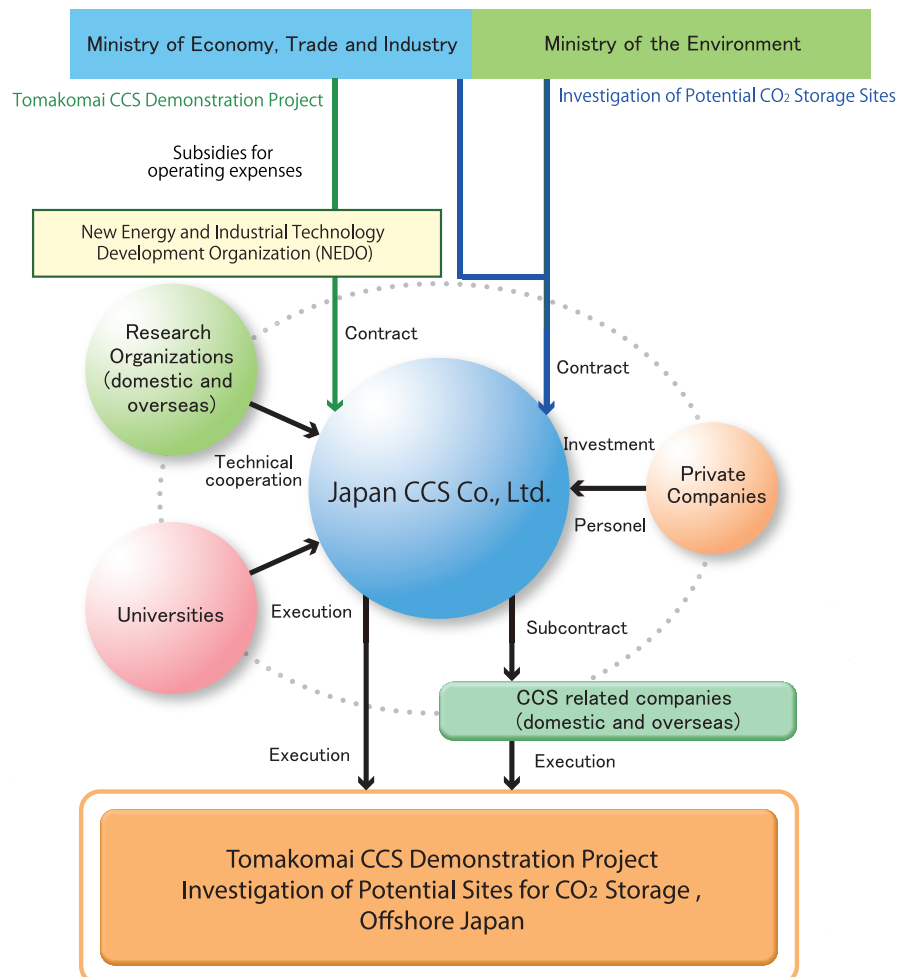 Ministry of Economy, Trade and Industry
Ministry of the Environment
Tomakomai CCS Demonstration Project
Investigation of Potential CO₂ Storage Sites
Subsidies for
operating expenses
New Energy and Industrial Technology
Development Organization (NEDO)
Contract
Contract
Research
Organizations
(domestic and
overseas)
Technical
cooperation
Japan CCS Co., Ltd.
Investment
Personel
Private
Companies
Universities
Execution
Subcontract
CCS related companies
(domestic and overseas)
Execution
Execution
Tomakomai CCS Demonstration Project
Investigation of Potential Sites for CO₂ Storage ,
Offshore Japan